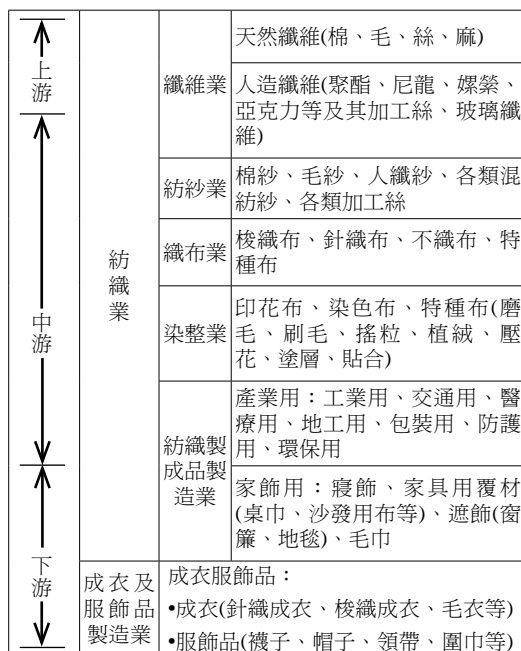 上游
中游
下游
紡織業
纖維業
天然纖維(棉、毛、絲、麻)
人造纖維(聚酯、尼龍、嫘縈、
亞克力等及其加工絲、玻璃纖
維)
紡紗業
棉紗、毛紗、人纖紗、各類混
紡紗、各類加工絲
織布業
梭織布、針織布、不織布、特
種布
染整業
印花布、染色布、特種布(磨
毛、刷毛、搖粒、植絨、壓
花、塗層、貼合)
紡織製
成品製
造業
產業用：工業用、交通用、醫
療用、地工用、包裝用、防護
用、環保用
家飾用：寢飾、家具用覆材
(桌巾、沙發用布等)、遮飾(窗
簾、地毯)、毛巾
成衣及
服飾品
製造業
成衣服飾品：
•成衣(針織成衣、梭織成衣、毛衣等)
•服飾品(襪子、帽子、領帶、圍巾等)